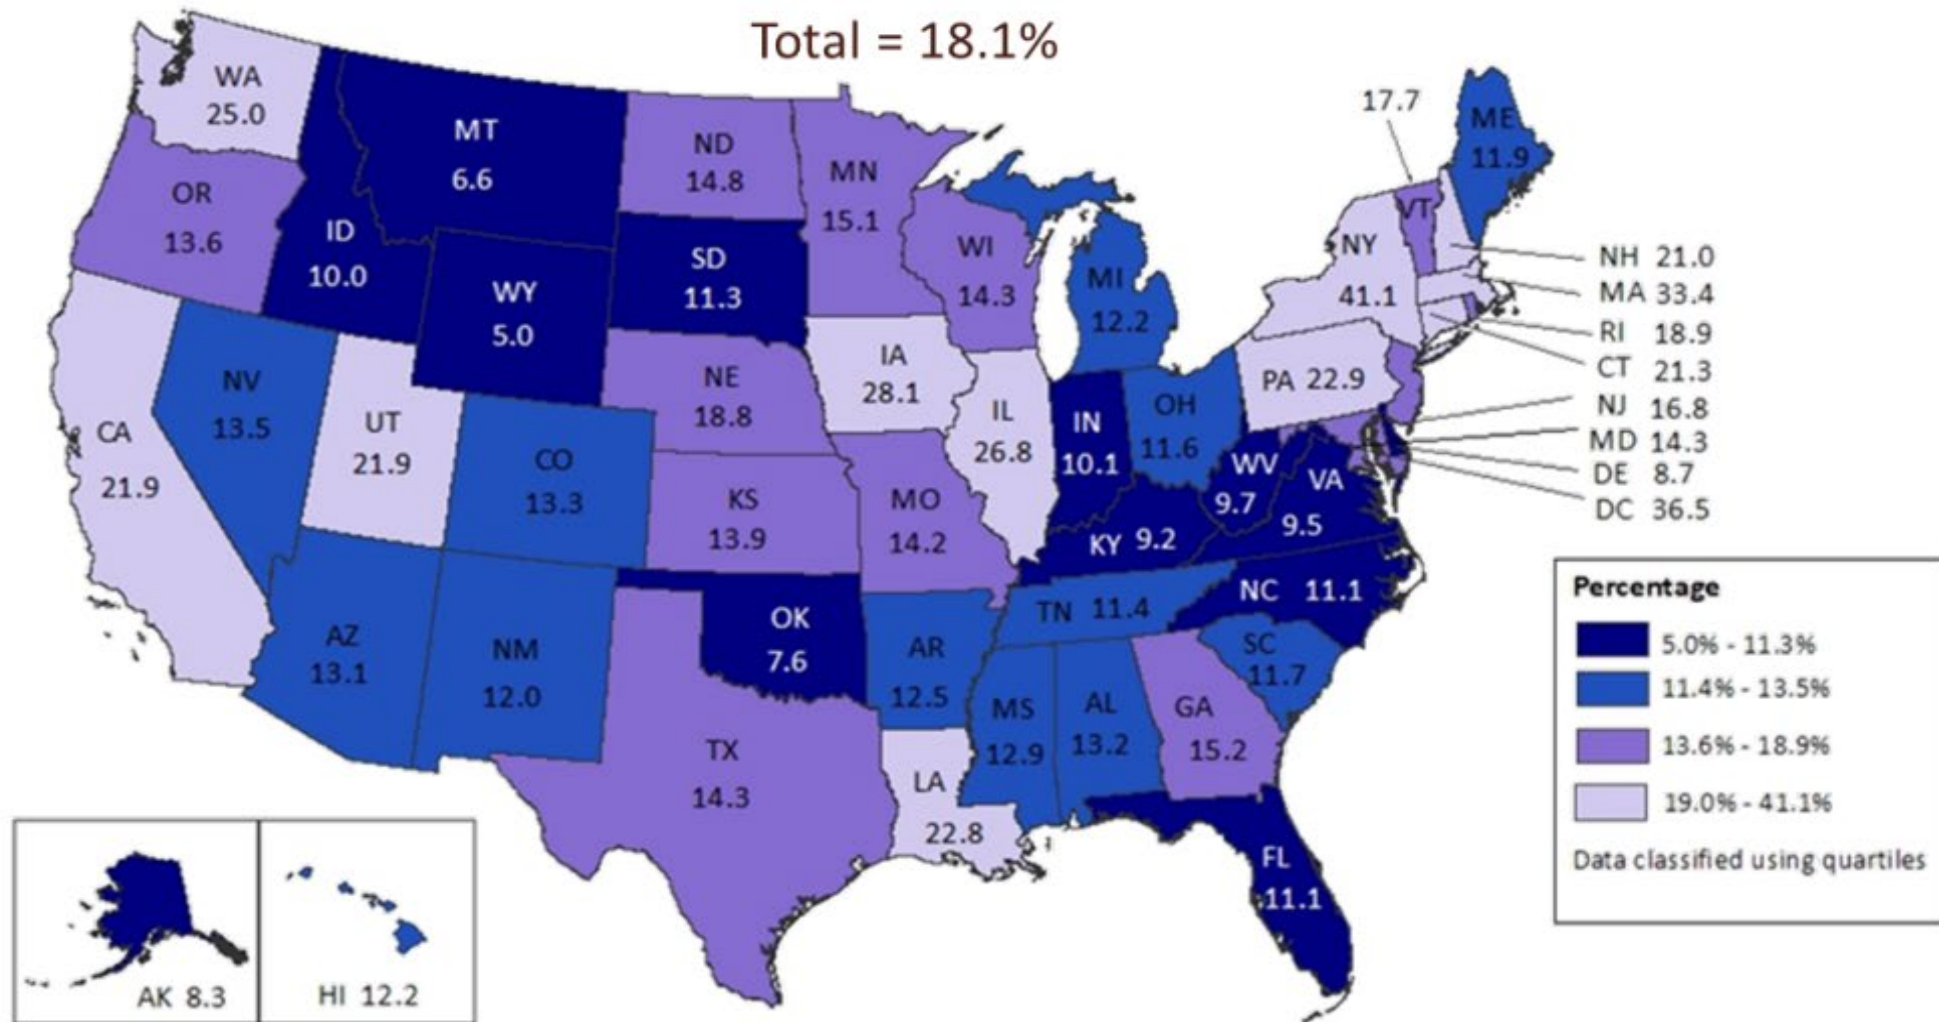 Total = 18.1%
WA
25.0
MT
6.6
ND
14.8
MN
15.1
17.7
ME
11.9
OR
13.6
ID
10.0
WY
5.0
SD
11.3
WI
14.3
MI
12.2
VT
NY
41.1
NH 21.0
MA 33.4
RI 18.9
CT 21.3
NJ 16.8
MD 14.3
DE 8.7
DC 36.5
CA
21.9
NV
13.5
UT
21.9
CO
13.3
NE
18.8
IA
28.1
IL
26.8
IN
10.1
OH
11.6
PA 22.9
WV
9.7
VA
9.5
KS
13.9
MO
14.2
KY 9.2
NC 11.1
TN 11.4
SC
11.7
AZ
13.1
NM
12.0
OK
7.6
AR
12.5
MS
12.9
AL
13.2
GA
15.2
TX
14.3
LA
22.8
FL
11.1
AK 8.3
HI 12.2
Percentage
5.0% - 11.3%
11.4% - 13.5%
13.6% - 18.9%
19.0% - 41.1%
Data classified using quartiles